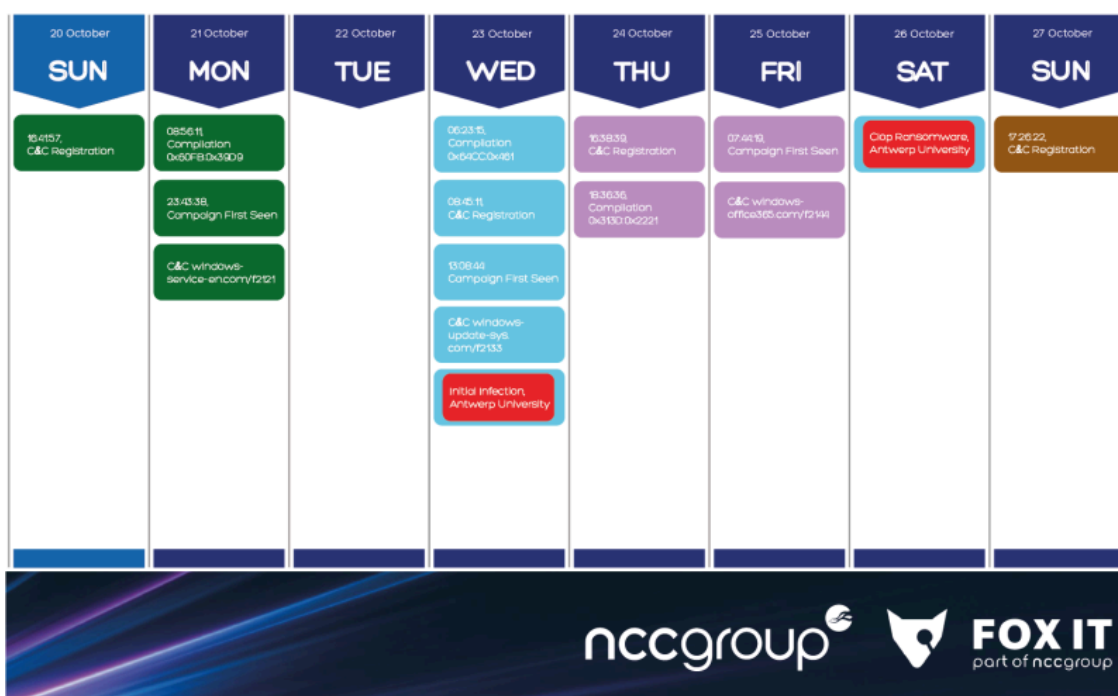 20 October
SUN
16:41:57,
C&C Registration
21 October
MON
08:56:11,
Compilation
0x60FB:0x39D9
23:43:38,
Campaign First Seen
C&C windows-
service-en.com/f2121
22 October
TUE
23 October
WED
06:23:15,
Compilation
0x64CC:0x461
08:45:11,
C&C Registration
13:08:44
Campaign First Seen
C&C windows-
update-sys.
com/f2133
Initial Infection,
Antwerp University
24 October
THU
16:38:39,
C&C Registration
18:36:36,
Compilation
0x313D:0x2221
25 October
FRI
07:44:19,
Campaign First Seen
C&C windows-
office365.com/f2144
26 October
SAT
Clop Ransomware,
Antwerp University
27 October
SUN
17:26:22,
C&C Registration
nccgroup
FOX IT
part of nccgroup